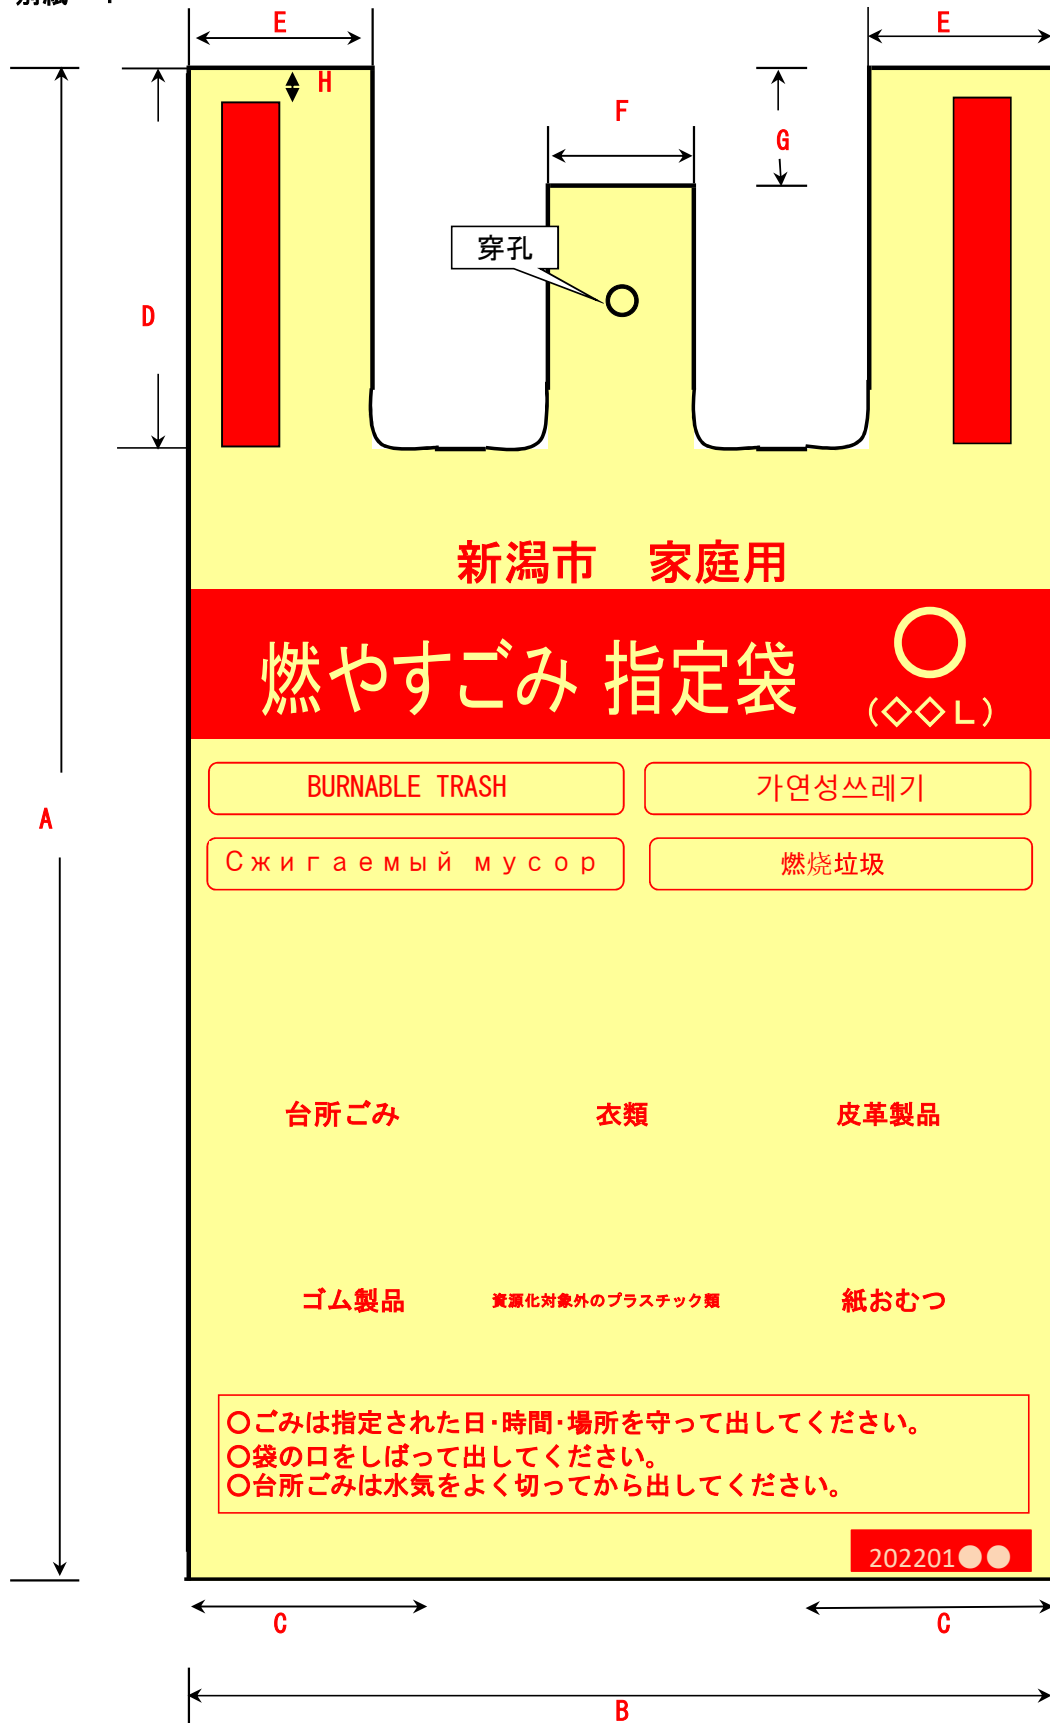 E
E
H
F
G
穿孔
D
新潟市　家庭用
燃やすごみ 指定袋
○
(◇◇L)
BURNABLE TRASH
가연성쓰레기
A
Сжигаемый мусор
燃烧垃圾
台所ごみ
衣類
皮革製品
ゴム製品
資源化対象外のプラスチック類
紙おむつ
○ごみは指定された日・時間・場所を守って出してください。
○袋の口をしばって出してください。
○台所ごみは水気をよく切ってから出してください。
202201●●
C
C
B